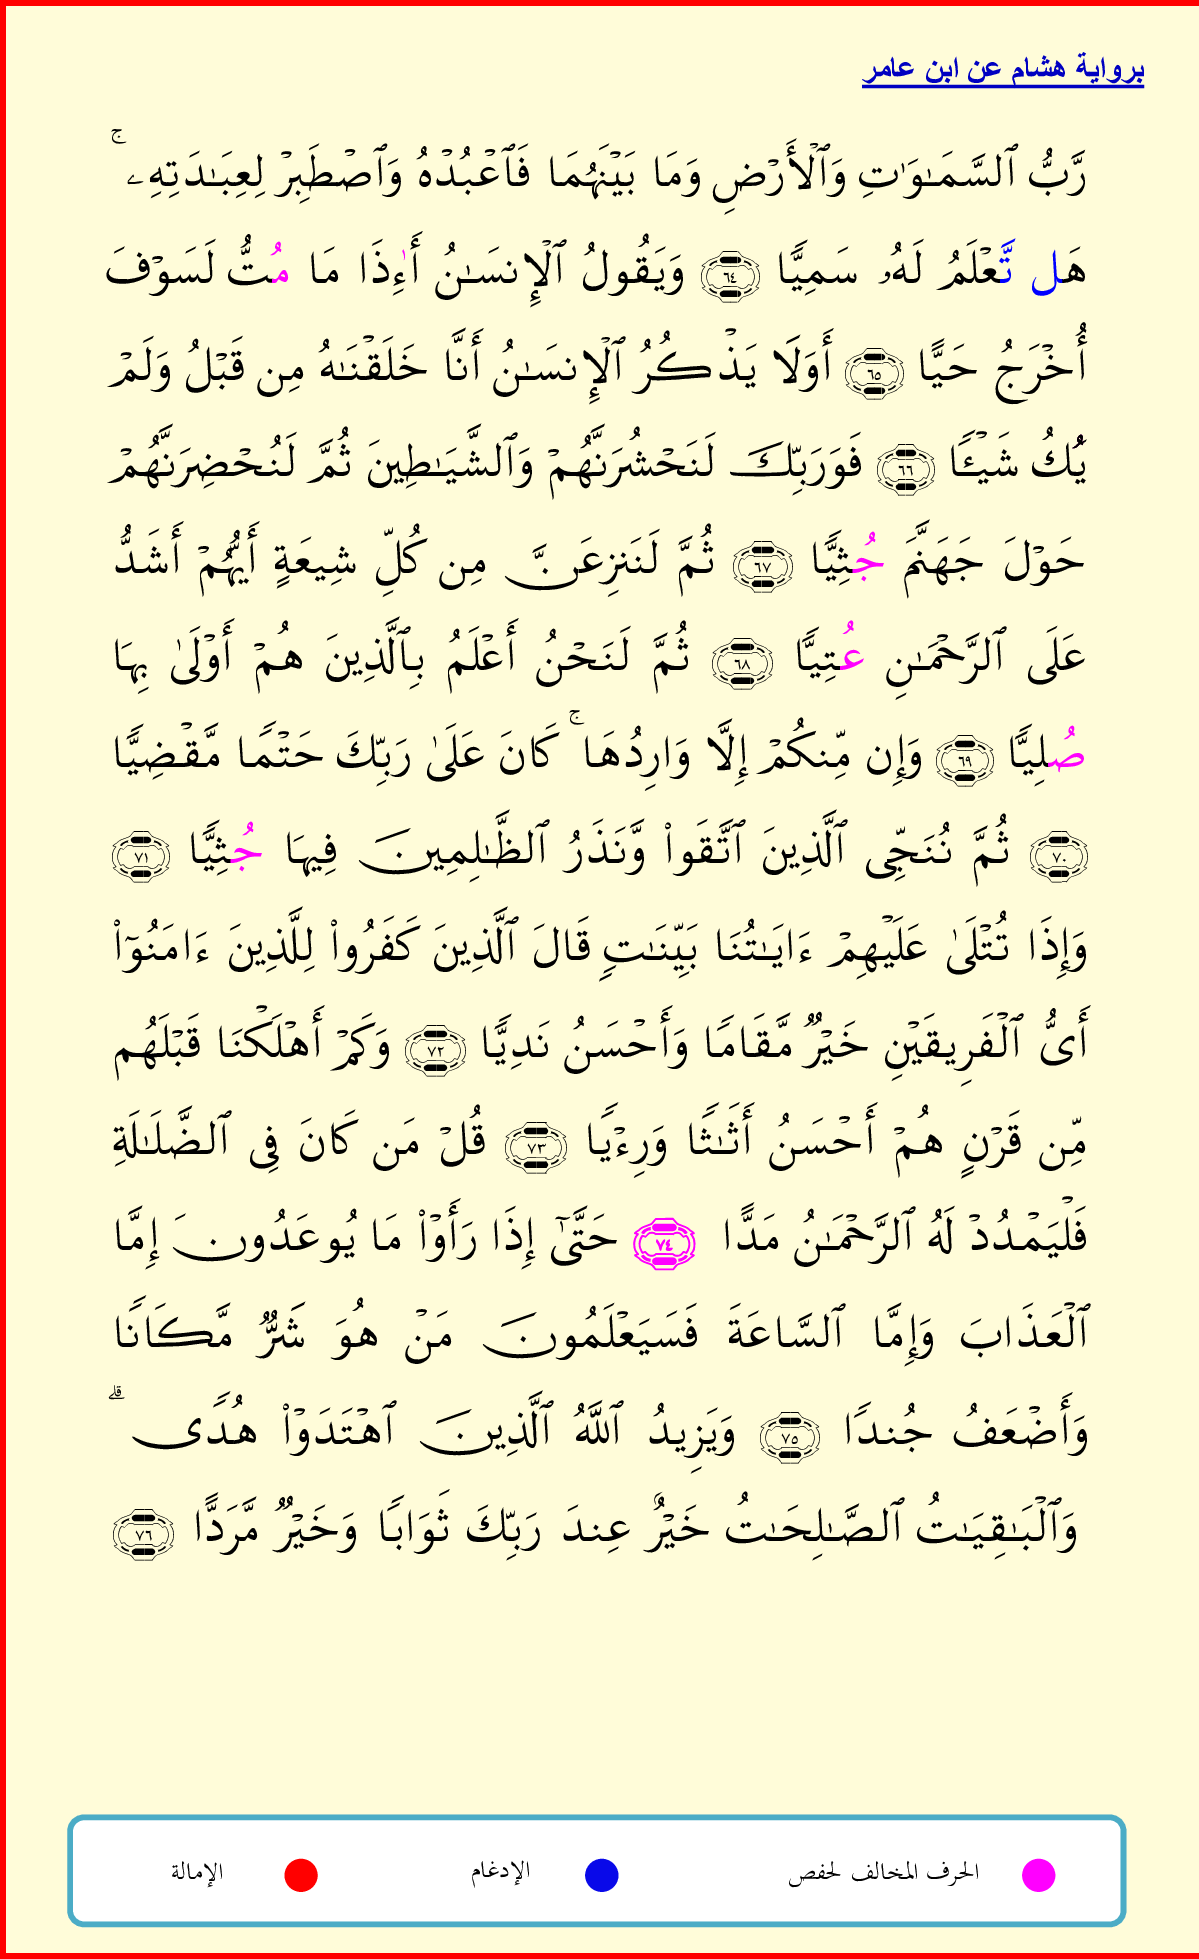 برواية هشام عن ابن عامر
رَّبُّ ٱلسَّمَـٰوَٰتِ وَٱلۡأَرۡضِ وَمَا بَيۡنَهُمَا فَٱعۡبُدۡهُ وَٱصۡطَبِرۡ لِعِبَـٰدَتِهِۦۚ
هَل تَّعۡلَمُ لَهُۥ سَمِيًّا ٦٤ وَيَقُولُ ٱلۡإِنسَـٰنُ أَٰءِذَا مَا مُتُّ لَسَوۡفَ
أُخۡرَجُ حَيًّا ٦٥ أَوَلَا يَذۡكُرُ ٱلۡإِنسَـٰنُ أَنَّا خَلَقۡنَـٰهُ مِن قَبۡلُ وَلَمۡ
يَكُ شَيۡـًٔا ٦٦ فَوَرَبِّكَ لَنَحۡشُرَنَّهُمۡ وَٱلشَّيَـٰطِينَ ثُمَّ لَنُحۡضِرَنَّهُمۡ
حَوۡلَ جَهَنَّمَ جُثِيًّا ٦٧ ثُمَّ لَنَنزِعَنَّ مِن كُلِّ شِيعَةٍ أَيُّهُمۡ أَشَدُّ
عَلَى ٱلرَّحۡمَـٰنِ عُتِيًّا ٦٨ ثُمَّ لَنَحۡنُ أَعۡلَمُ بِٱلَّذِينَ هُمۡ أَوۡلَىٰ بِهَا
صُلِيًّا ٦٩ وَإِن مِّنكُمۡ إِلَّا وَارِدُهَاۚ كَانَ عَلَىٰ رَبِّكَ حَتۡمًا مَّقۡضِيًّا
٧٠ ثُمَّ نُنَجِّى ٱلَّذِينَ ٱتَّقَواْ وَّنَذَرُ ٱلظَّـٰلِمِينَ فِيهَا جُثِيًّا ٧١
وَإِذَا تُتۡلَىٰ عَلَيۡهِمۡ ءَايَـٰتُنَا بَيِّنَـٰتٍ قَالَ ٱلَّذِينَ كَفَرُواْ لِلَّذِينَ ءَامَنُوٓاْ
أَىُّ ٱلۡفَرِيقَيۡنِ خَيۡرٌ مَّقَامًا وَأَحۡسَنُ نَدِيًّا ٧٢ وَكَمۡ أَهۡلَكۡنَا قَبۡلَهُم
مِّن قَرۡنٍ هُمۡ أَحۡسَنُ أَثَـٰثًا وَرِءۡيًا ٧٣ قُلۡ مَن كَانَ فِى ٱلضَّلَـٰلَةِ
فَلۡيَمۡدُدۡ لَهُ ٱلرَّحۡمَـٰنُ مَدًّا ٧٤ حَتَّىٰٓ إِذَا رَأَوۡاْ مَا يُوعَدُونَ إِمَّا
ٱلۡعَذَابَ وَإِمَّا ٱلسَّاعَةَ فَسَيَعۡلَمُونَ مَنۡ هُوَ شَرٌّ مَّكَانًا
وَأَضۡعَفُ جُندًا ٧٥ وَيَزِيدُ ٱللَّهُ ٱلَّذِينَ ٱهۡتَدَوۡاْ هُدًىۗ
وَٱلۡبَـٰقِيَـٰتُ ٱلصَّـٰلِحَـٰتُ خَيۡرٌ عِندَ رَبِّكَ ثَوَابًا وَخَيۡرٌ مَّرَدًّا ٧٦
الحرف المخالف لحفص الإدغام الإمالة